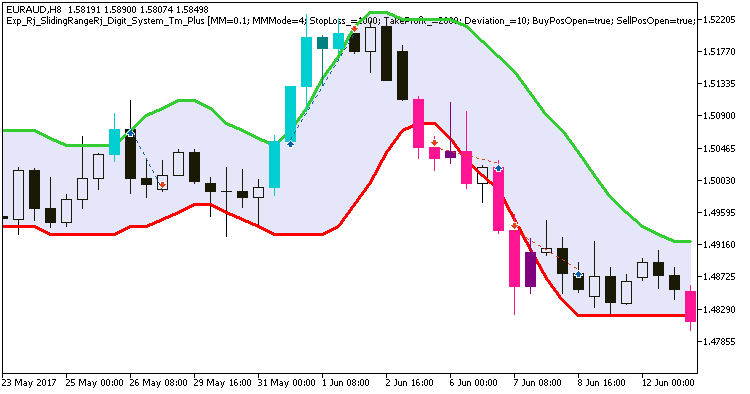 EURAUD,H8 1.58191 1.58900 1.58074 1.58498
Exp_Rj_SlidingRangeRj_Digit_System_Tm_Plus [MM=0.1; MMMode=4; StopLoss_=1000; TakeProfit_=2000; Deviation_=10; BuyPosOpen=true; SellPosOpen=true;
1.52205
1.51770
1.51335
1.50900
1.50465
1.50030
1.49595
1.49160
1.48725
1.48290
1.47855
23 May 2017
25 May 00:00
26 May 08:00
29 May 16:00
31 May 00:00
1 Jun 08:00
2 Jun 16:00
6 Jun 00:00
7 Jun 08:00
8 Jun 16:00
12 Jun 00:00